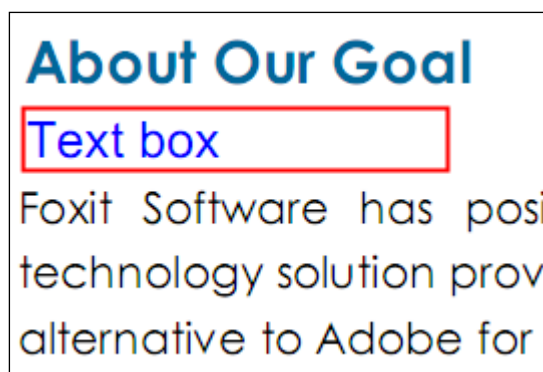 About Our Goal
Text box
Foxit Software has posi
technology solution prov
alternative to Adobe for